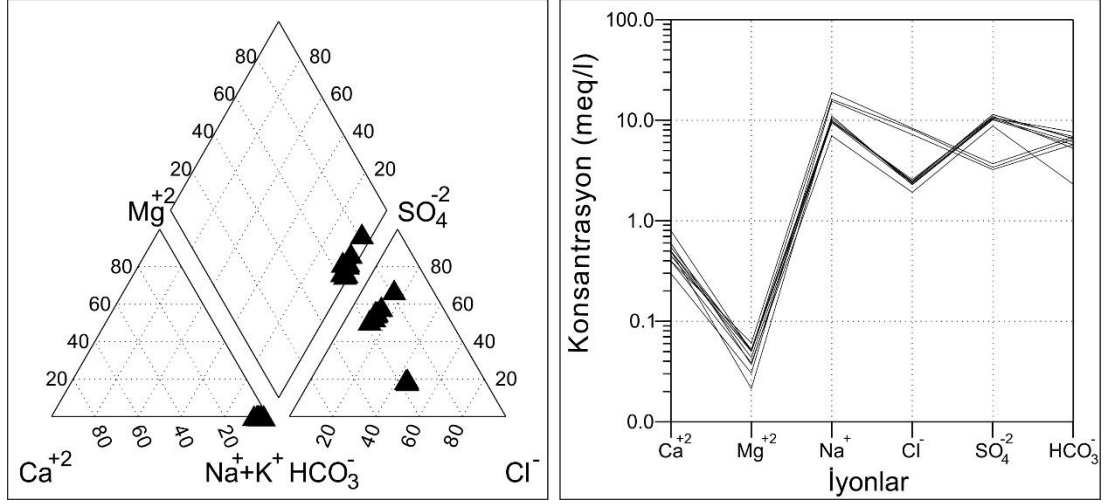 80 80
60 60
40 40
20 20
Mg+2 SO4-2
80 80
60 60
40 40
20 20
80 60 40 20 20 40 60 80
Ca+2 Na++K+ HCO3- Cl-
Konsantrasyon (meq/l)
100.0
10.0
1.0
0.1
0.0
Ca+2 Mg+2 Na+ Cl- SO4-2 HCO3-
İyonlar